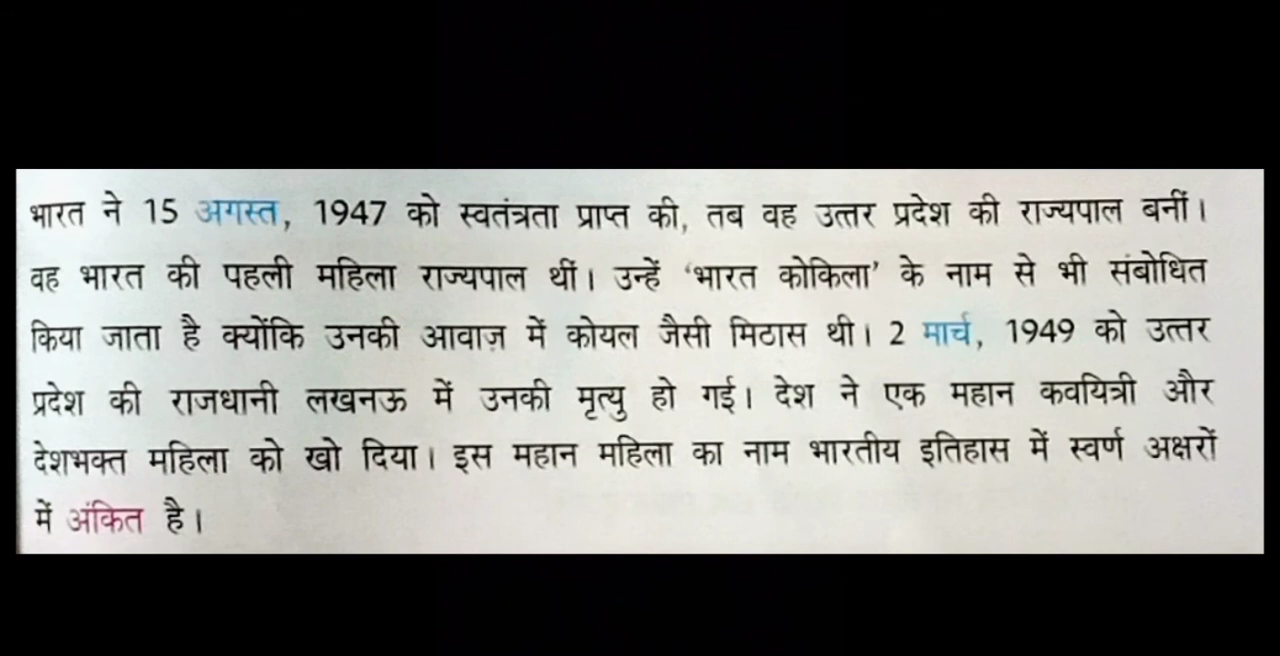 भारत ने 15 अगस्त, 1947 को स्वतंत्रता प्राप्त की, तब वह उत्तर प्रदेश की राज्यपाल बनीं।
वह भारत की पहली महिला राज्यपाल थीं। उन्हें ‘भारत कोकिला’ के नाम से भी संबोधित
किया जाता है क्योंकि उनकी आवाज़ में कोयल जैसी मिठास थी। 2 मार्च, 1949 को उत्तर
प्रदेश की राजधानी लखनऊ में उनकी मृत्यु हो गई। देश ने एक महान कवयित्री और
देशभक्त महिला को खो दिया। इस महान महिला का नाम भारतीय इतिहास में स्वर्ण अक्षरों
में अंकित है।